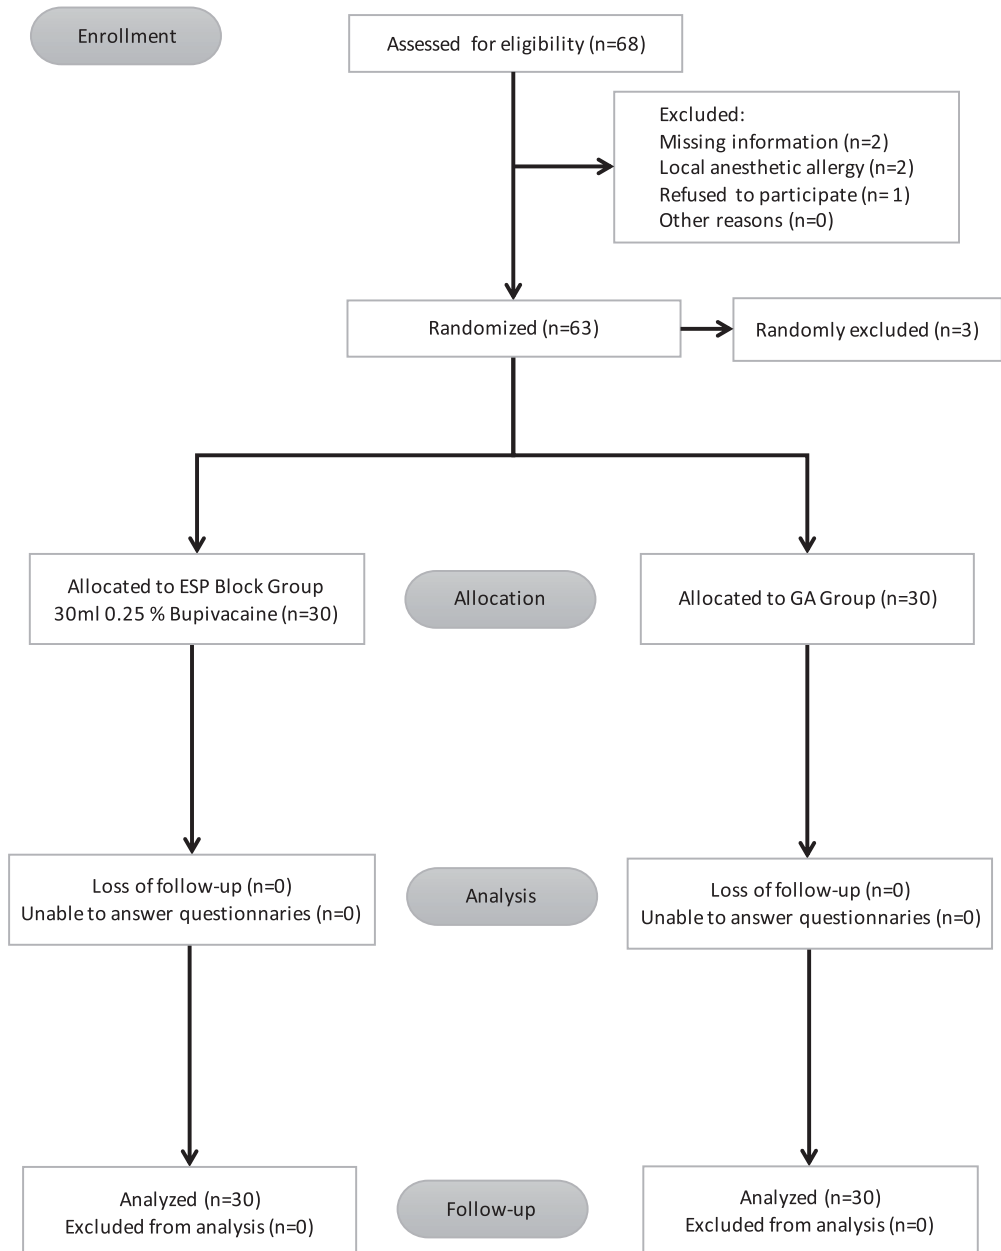 Enrollment
Assessed for eligibility (n=68)
Excluded:
Missing information (n=2)
Local anesthetic allergy (n=2)
Refused to participate (n= 1)
Other reasons (n=0)
Randomized (n=63)
Randomly excluded (n=3)
Allocated to ESP Block Group
30ml 0.25 % Bupivacaine (n=30)
Allocation
Allocated to GA Group (n=30)
Loss of follow-up (n=0)
Unable to answer questionnaries (n=0)
Analysis
Loss of follow-up (n=0)
Unable to answer questionnaries (n=0)
Analyzed (n=30)
Excluded from analysis (n=0)
Follow-up
Analyzed (n=30)
Excluded from analysis (n=0)